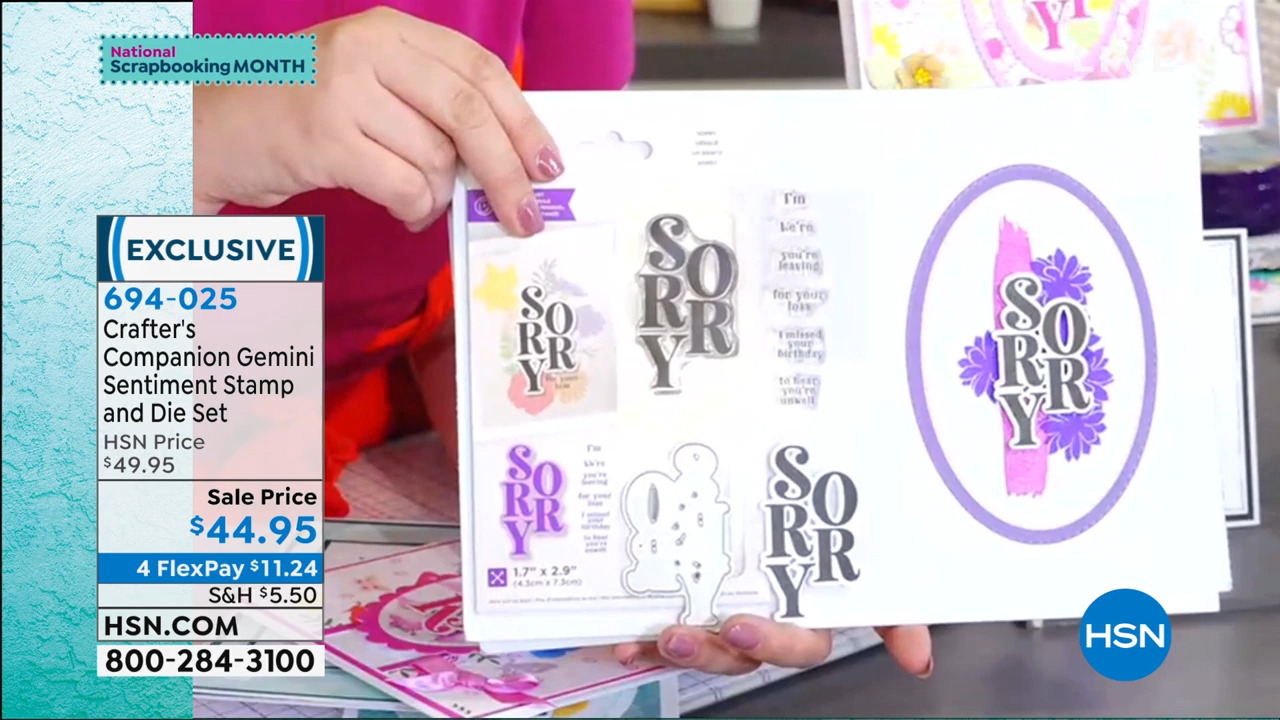 National
Scrapbooking MONTH
LIVE
EXCLUSIVE
694-025
Crafter's
Companion Gemini
Sentiment Stamp
and Die Set
HSN Price
$49.95
Sale Price
$44.95
4 FlexPay $11.24
S&H $5.50
HSN.COM
800-284-3100
SORRY
for your
loss
SORRY
I'm
we're
you're
leaving
for your
loss
I missed
your
birthday
to hear
you're
unwell
SORRY
I'm
we're
you're
leaving
for your
loss
I missed
your
birthday
to hear
you're
unwell
1.7" x 2.9"
(4.3cm x 7.3cm)
SORRY
SORRY
HSN